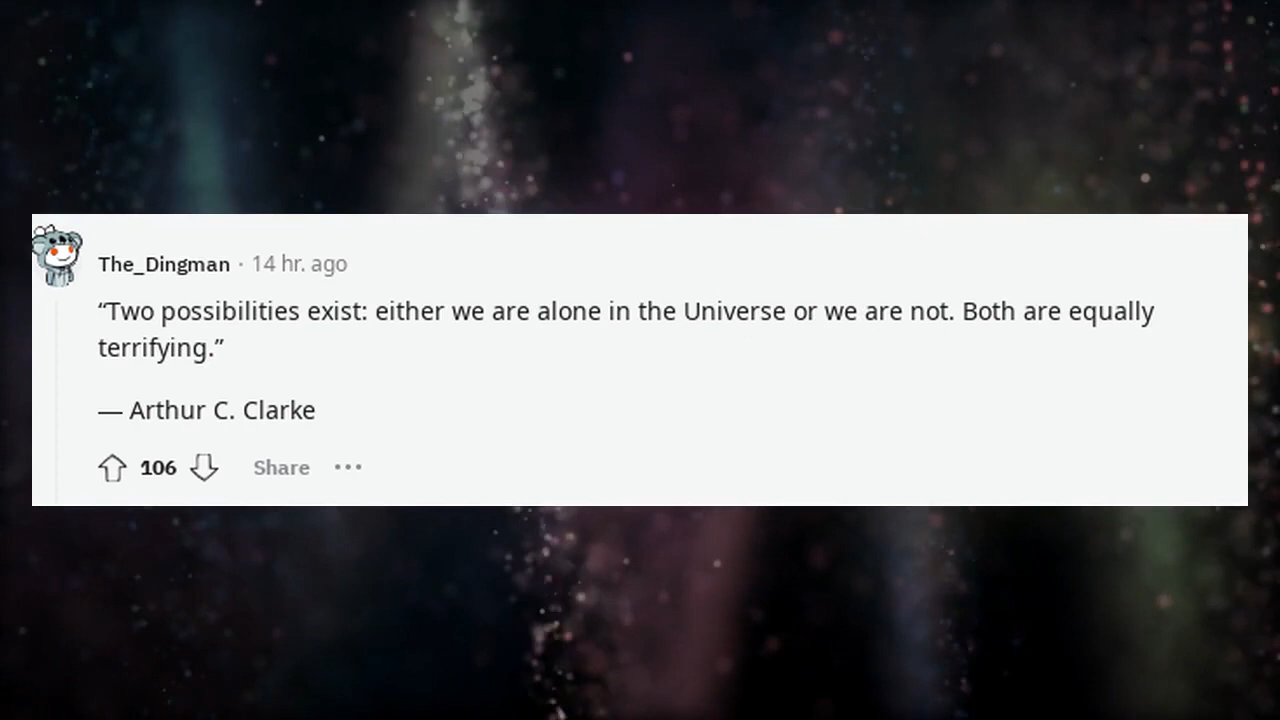 The_Dingman · 14 hr. ago
“Two possibilities exist: either we are alone in the Universe or we are not. Both are equally
terrifying.”
— Arthur C. Clarke
106 Share